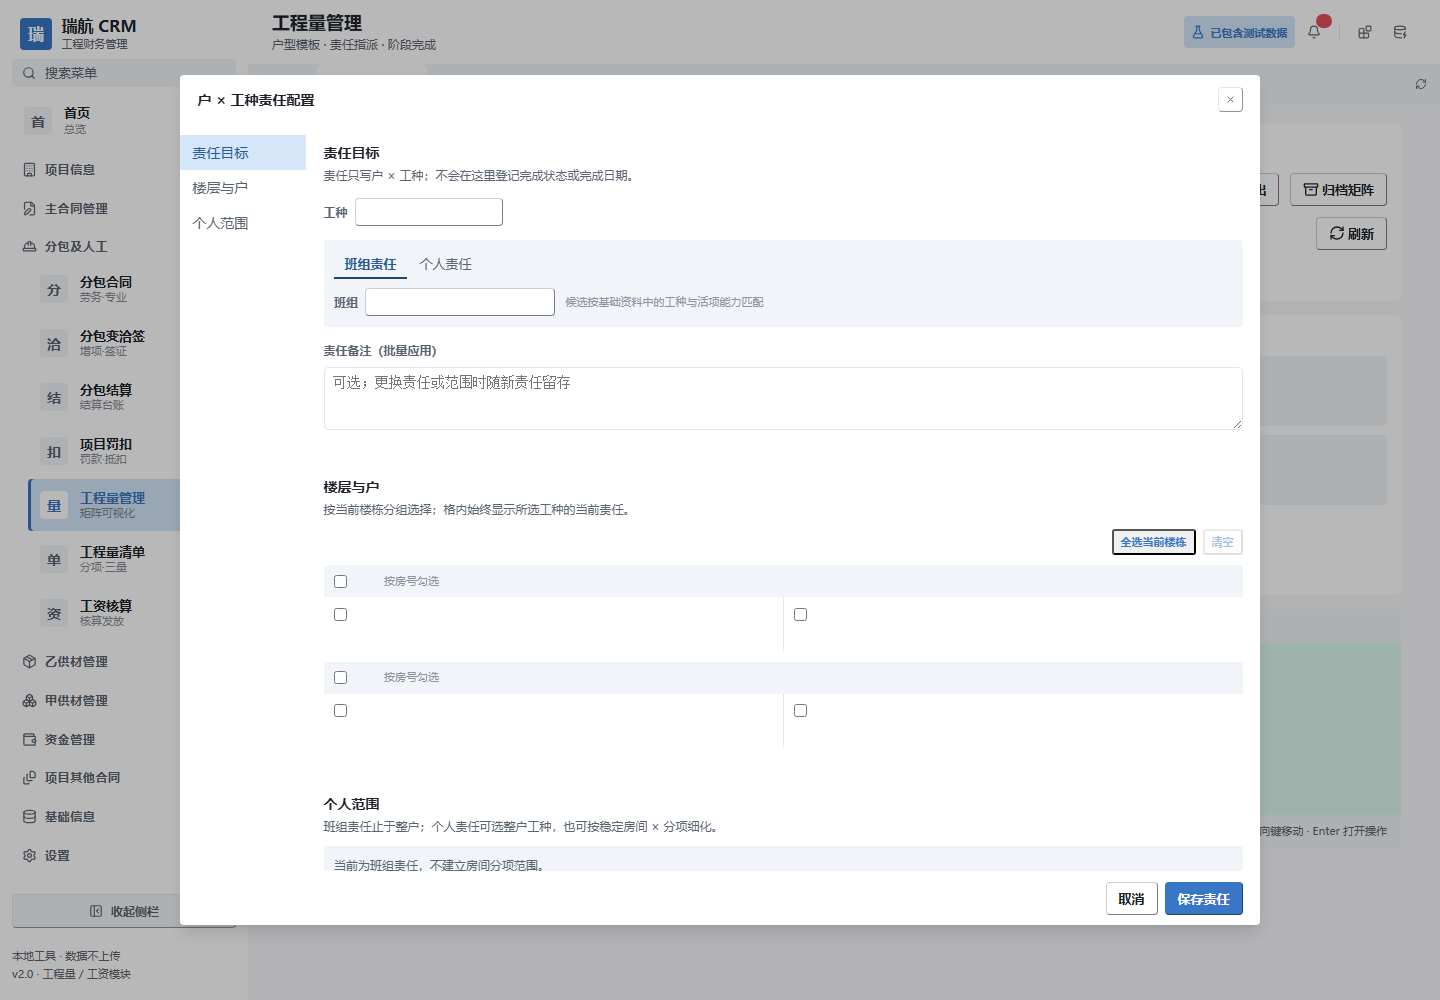 瑞
瑞航 CRM
工程财务管理
搜索菜单
首
首页
总览
项目信息
主合同管理
分包及人工
分
分包合同
劳务·专业
洽
分包变洽签
增项·签证
结
分包结算
结算台账
扣
项目罚扣
罚款·抵扣
量
工程量管理
矩阵可视化
单
工程量清单
分项·三量
资
工资核算
核算发放
乙供材管理
甲供材管理
资金管理
项目其他合同
基础信息
设置
收起侧栏
本地工具 · 数据不上传
v2.0 · 工程量 / 工资模块
工程量管理
户型模板 · 责任指派 · 阶段完成
已包含测试数据
出
归档矩阵
刷新
向键移动 · Enter 打开操作
户 × 工种责任配置
责任目标
楼层与户
个人范围
责任目标
责任只写户 × 工种；不会在这里登记完成状态或完成日期。
工种
班组责任
个人责任
班组
候选按基础资料中的工种与活项能力匹配
责任备注（批量应用）
可选；更换责任或范围时随新责任留存
楼层与户
按当前楼栋分组选择；格内始终显示所选工种的当前责任。
全选当前楼栋
清空
按房号勾选
按房号勾选
个人范围
班组责任止于整户；个人责任可选整户工种，也可按稳定房间 × 分项细化。
当前为班组责任，不建立房间分项范围。
取消
保存责任